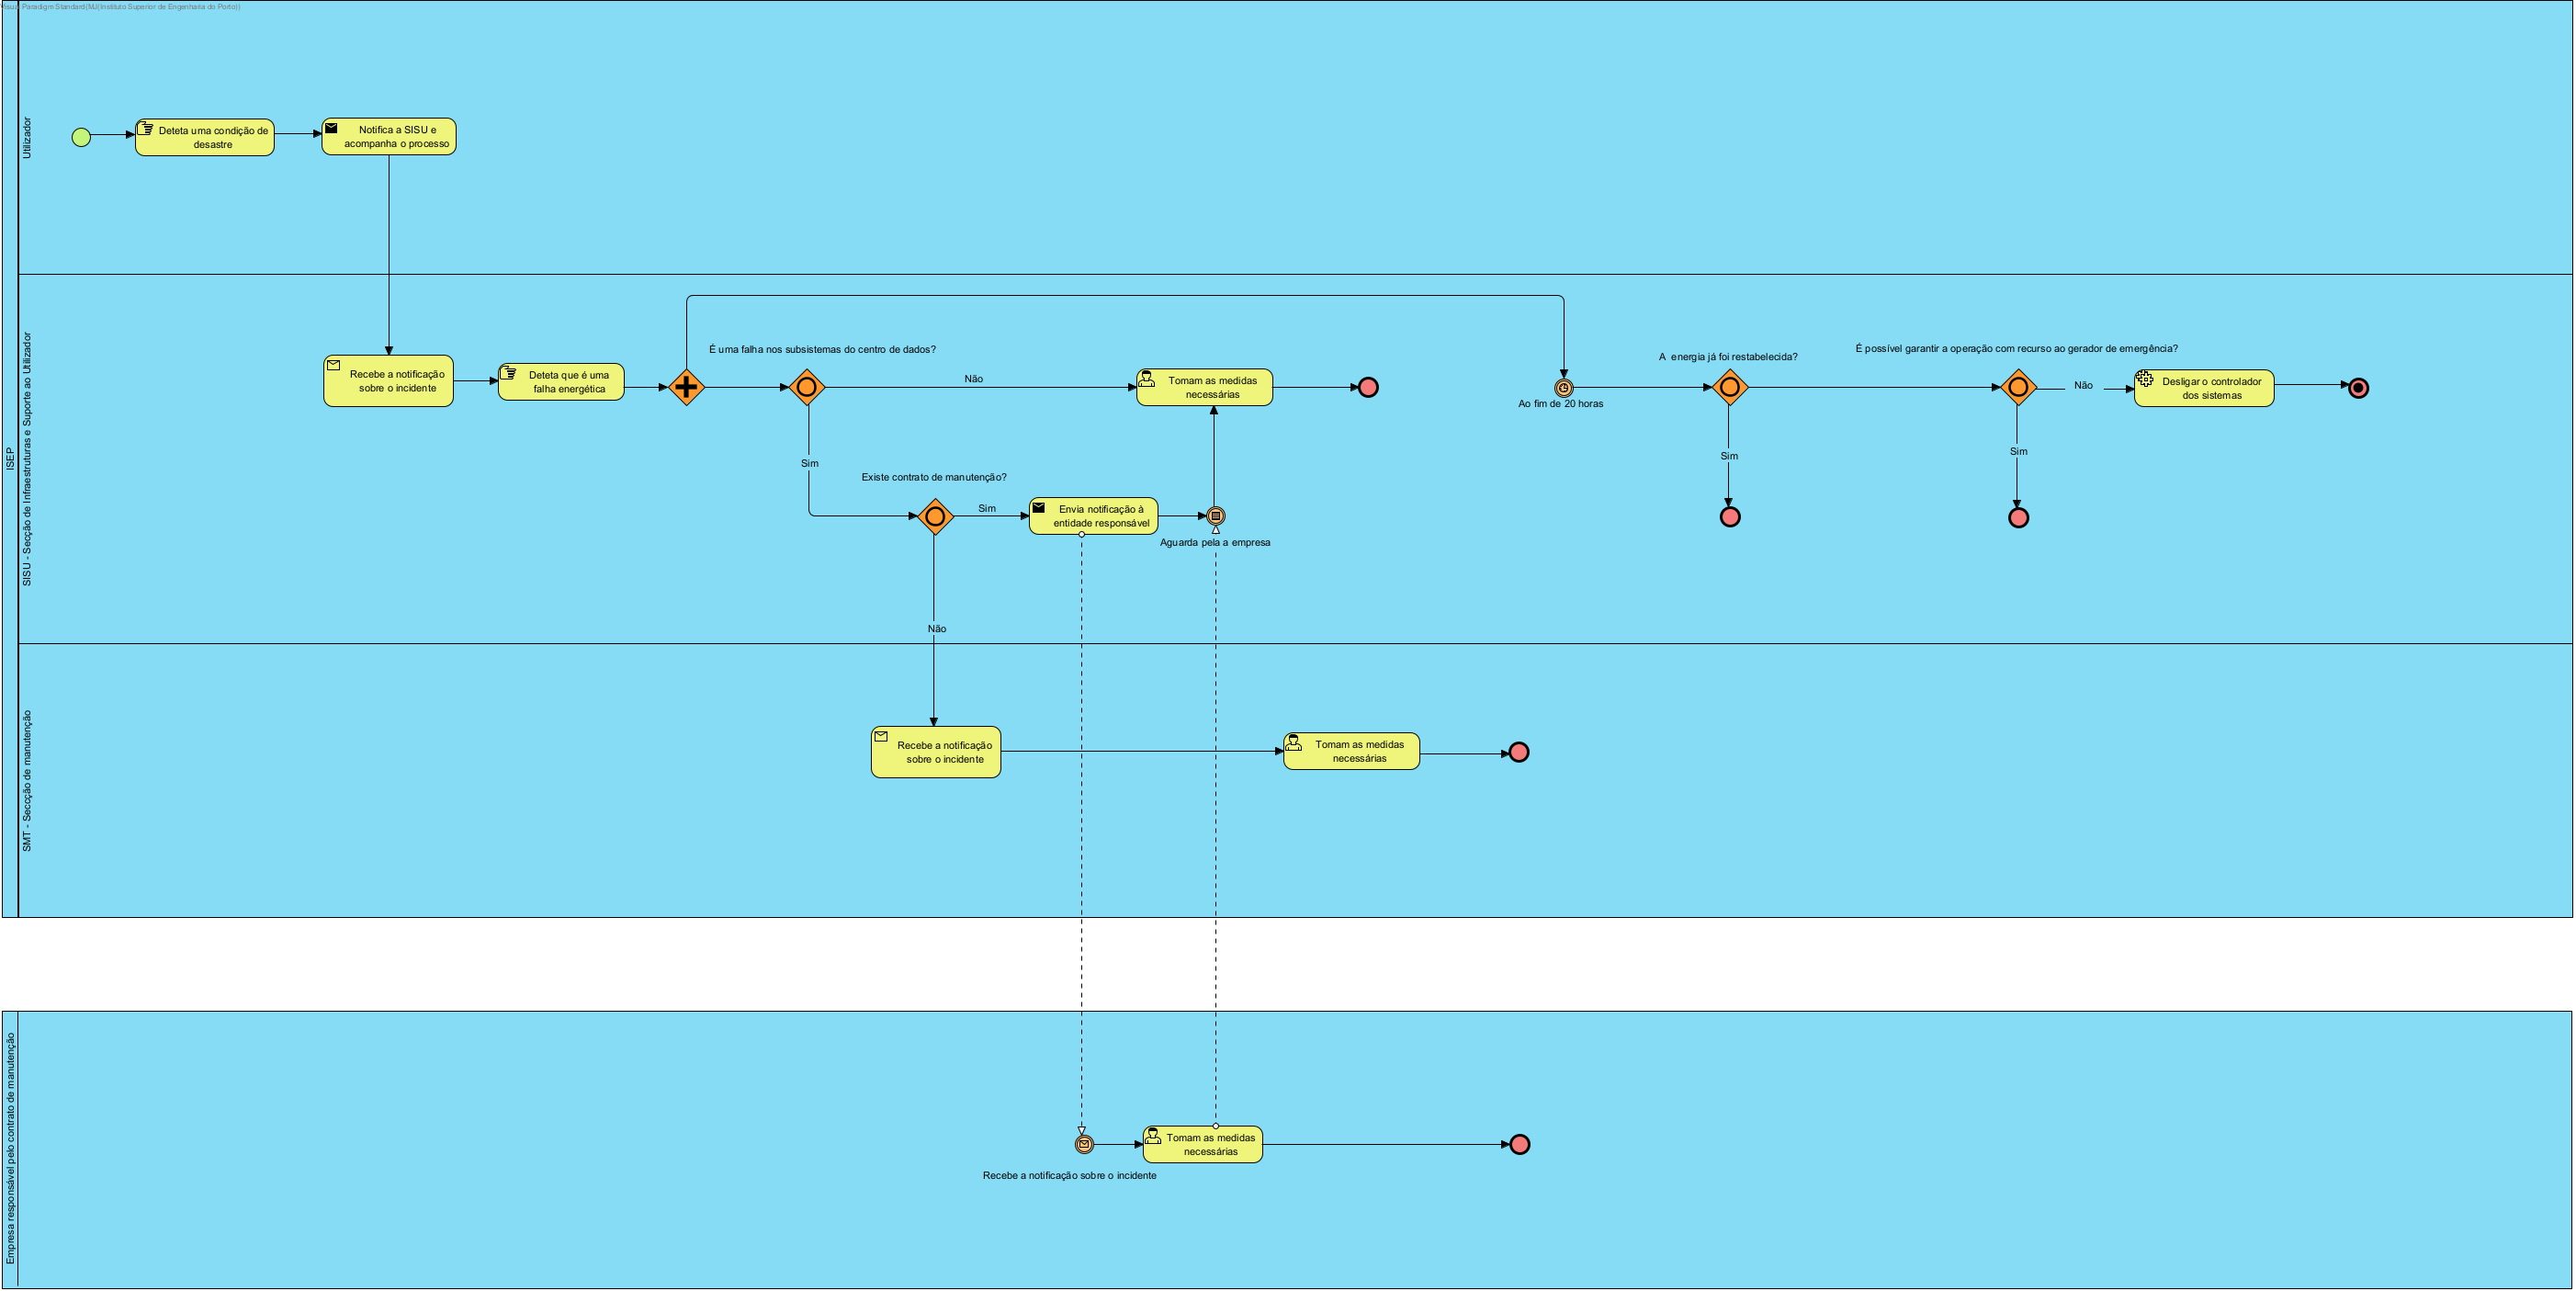 Visual Paradigm Standard(MJ(Instituto Superior de Engenharia do Porto))
ISEP
Utilizador
Deteta uma condição de
desastre
Notifica a SISU e
acompanha o processo
SISU - Secção de Infraestruturas e Suporte ao Utilizador
Recebe a notificação
sobre o incidente
Deteta que é uma
falha energética
É uma falha nos subsistemas do centro de dados?
Não
Tomam as medidas
necessárias
Sim
Existe contrato de manutenção?
Sim
Envia notificação à
entidade responsável
Aguarda pela a empresa
Não
Ao fim de 20 horas
A energia já foi restabelecida?
Sim
É possível garantir a operação com recurso ao gerador de emergência?
Não
Sim
Desligar o controlador
dos sistemas
SMT - Secção de manutenção
Recebe a notificação
sobre o incidente
Tomam as medidas
necessárias
Empresa responsável pelo contrato de manutenção
Recebe a notificação sobre o incidente
Tomam as medidas
necessárias